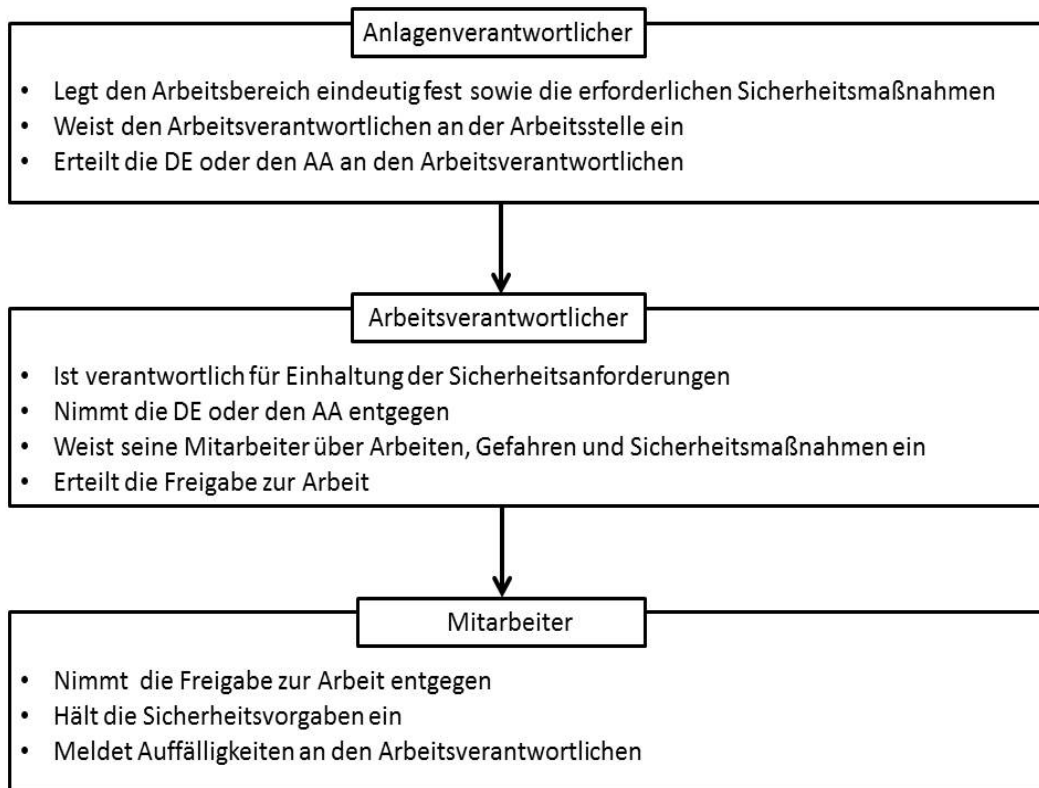 Anlagenverantwortlicher
• Legt den Arbeitsbereich eindeutig fest sowie die erforderlichen Sicherheitsmaßnahmen
• Weist den Arbeitsverantwortlichen an der Arbeitsstelle ein
• Erteilt die DE oder den AA an den Arbeitsverantwortlichen
Arbeitsverantwortlicher
• Ist verantwortlich für Einhaltung der Sicherheitsanforderungen
• Nimmt die DE oder den AA entgegen
• Weist seine Mitarbeiter über Arbeiten, Gefahren und Sicherheitsmaßnahmen ein
• Erteilt die Freigabe zur Arbeit
Mitarbeiter
• Nimmt die Freigabe zur Arbeit entgegen
• Hält die Sicherheitsvorgaben ein
• Meldet Auffälligkeiten an den Arbeitsverantwortlichen